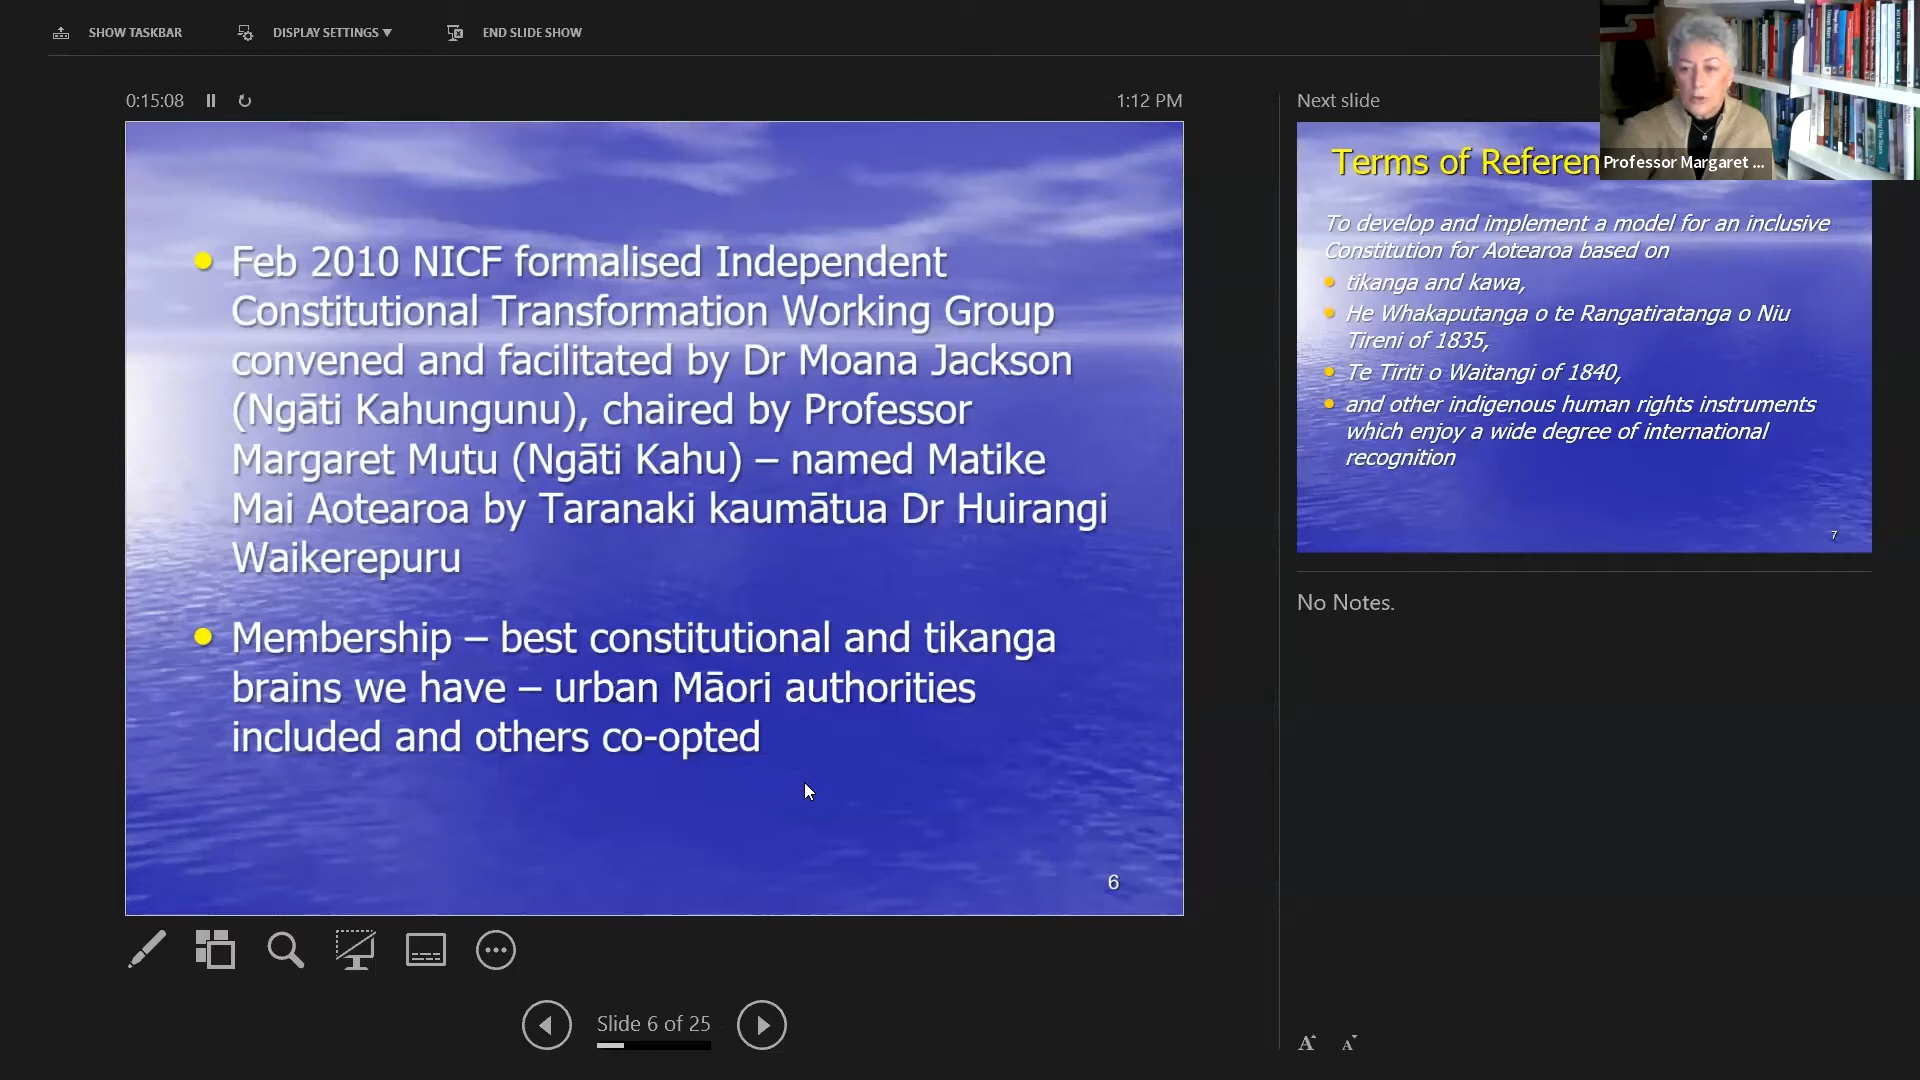 SHOW TASKBAR
DISPLAY SETTINGS ▼
END SLIDE SHOW
0:15:08
1:12 PM
Feb 2010 NICF formalised Independent
Constitutional Transformation Working Group
convened and facilitated by Dr Moana Jackson
(Ngāti Kahungunu), chaired by Professor
Margaret Mutu (Ngāti Kahu) – named Matike
Mai Aotearoa by Taranaki kaumātua Dr Huirangi
Waikerepuru
Membership – best constitutional and tikanga
brains we have – urban Māori authorities
included and others co-opted
6
Slide 6 of 25
Next slide
Terms of Referen
Professor Margaret ...
To develop and implement a model for an inclusive
Constitution for Aotearoa based on
tikanga and kawa,
He Whakaputanga o te Rangatiratanga o Niu
Tireni of 1835,
Te Tiriti o Waitangi of 1840,
and other indigenous human rights instruments
which enjoy a wide degree of international
recognition
7
No Notes.
A A